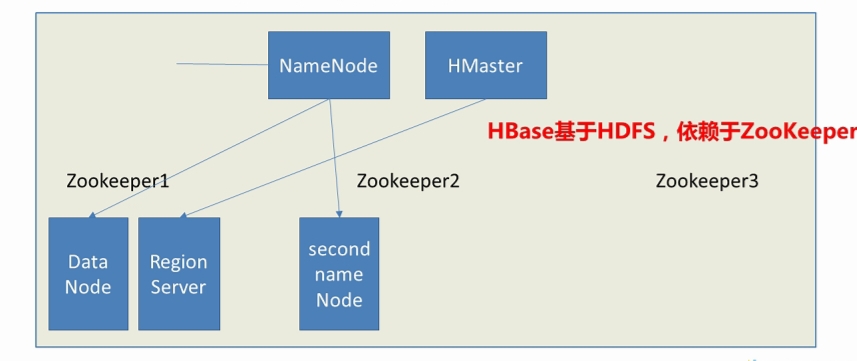 NameNode
HMaster
HBase基于HDFS，依赖于ZooKeeper
Zookeeper1
Zookeeper2
Zookeeper3
Data
Node
Region
Server
second
name
Node